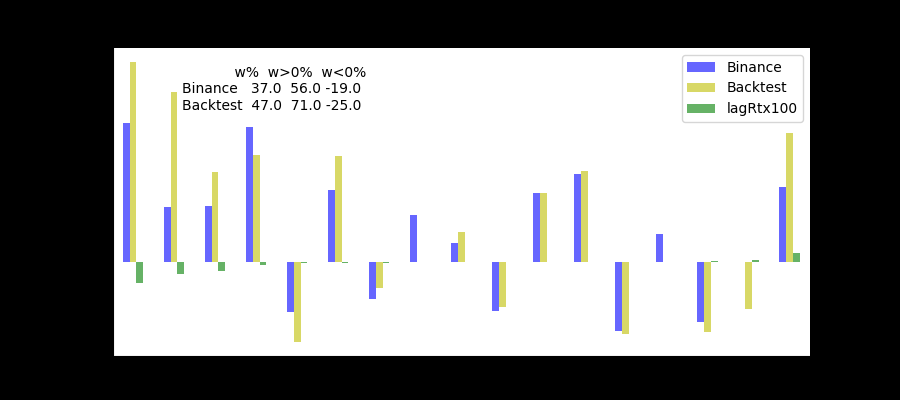 w% w>0% w<0%
Binance 37.0 56.0 -19.0
Backtest 47.0 71.0 -25.0
Binance
Backtest
lagRtx100